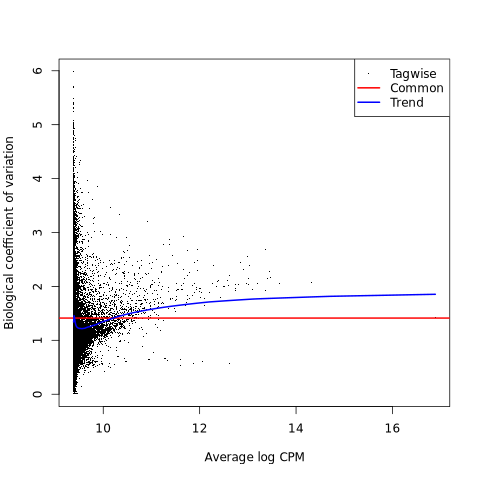 Tagwise
Common
Trend
Biological coefficient of variation
6
5
4
3
2
1
0
10 12 14 16
Average log CPM